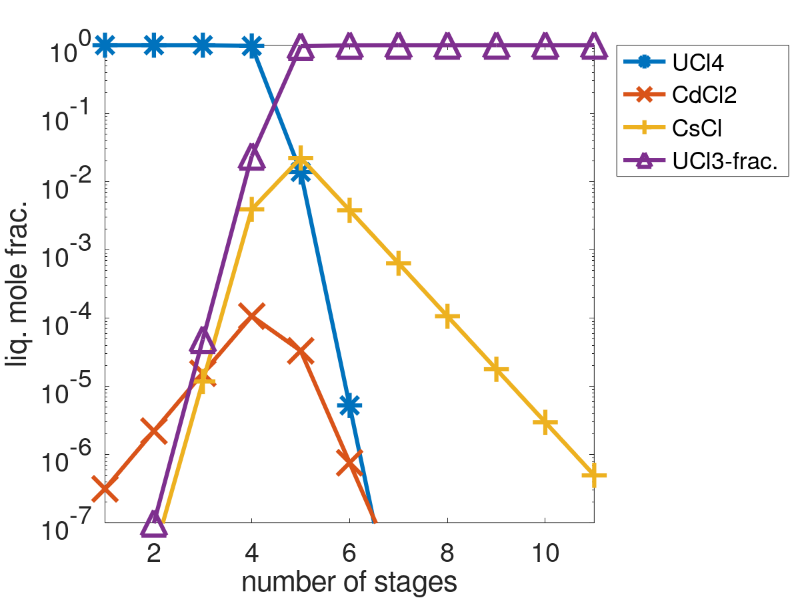 10^0
10^-1
10^-2
10^-3
10^-4
10^-5
10^-6
10^-7
liq. mole frac.
2 4 6 8 10
number of stages
UCl4
CdCl2
CsCl
UCl3-frac.